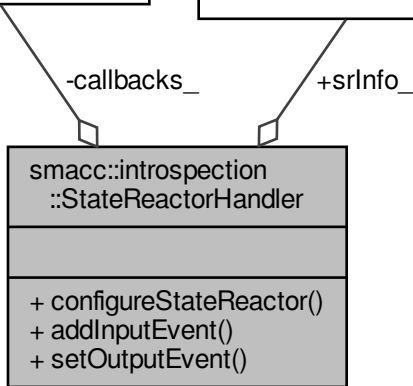 -callbacks_
+srInfo_
smacc::introspection
::StateReactorHandler
+ configureStateReactor()
+ addInputEvent()
+ setOutputEvent()